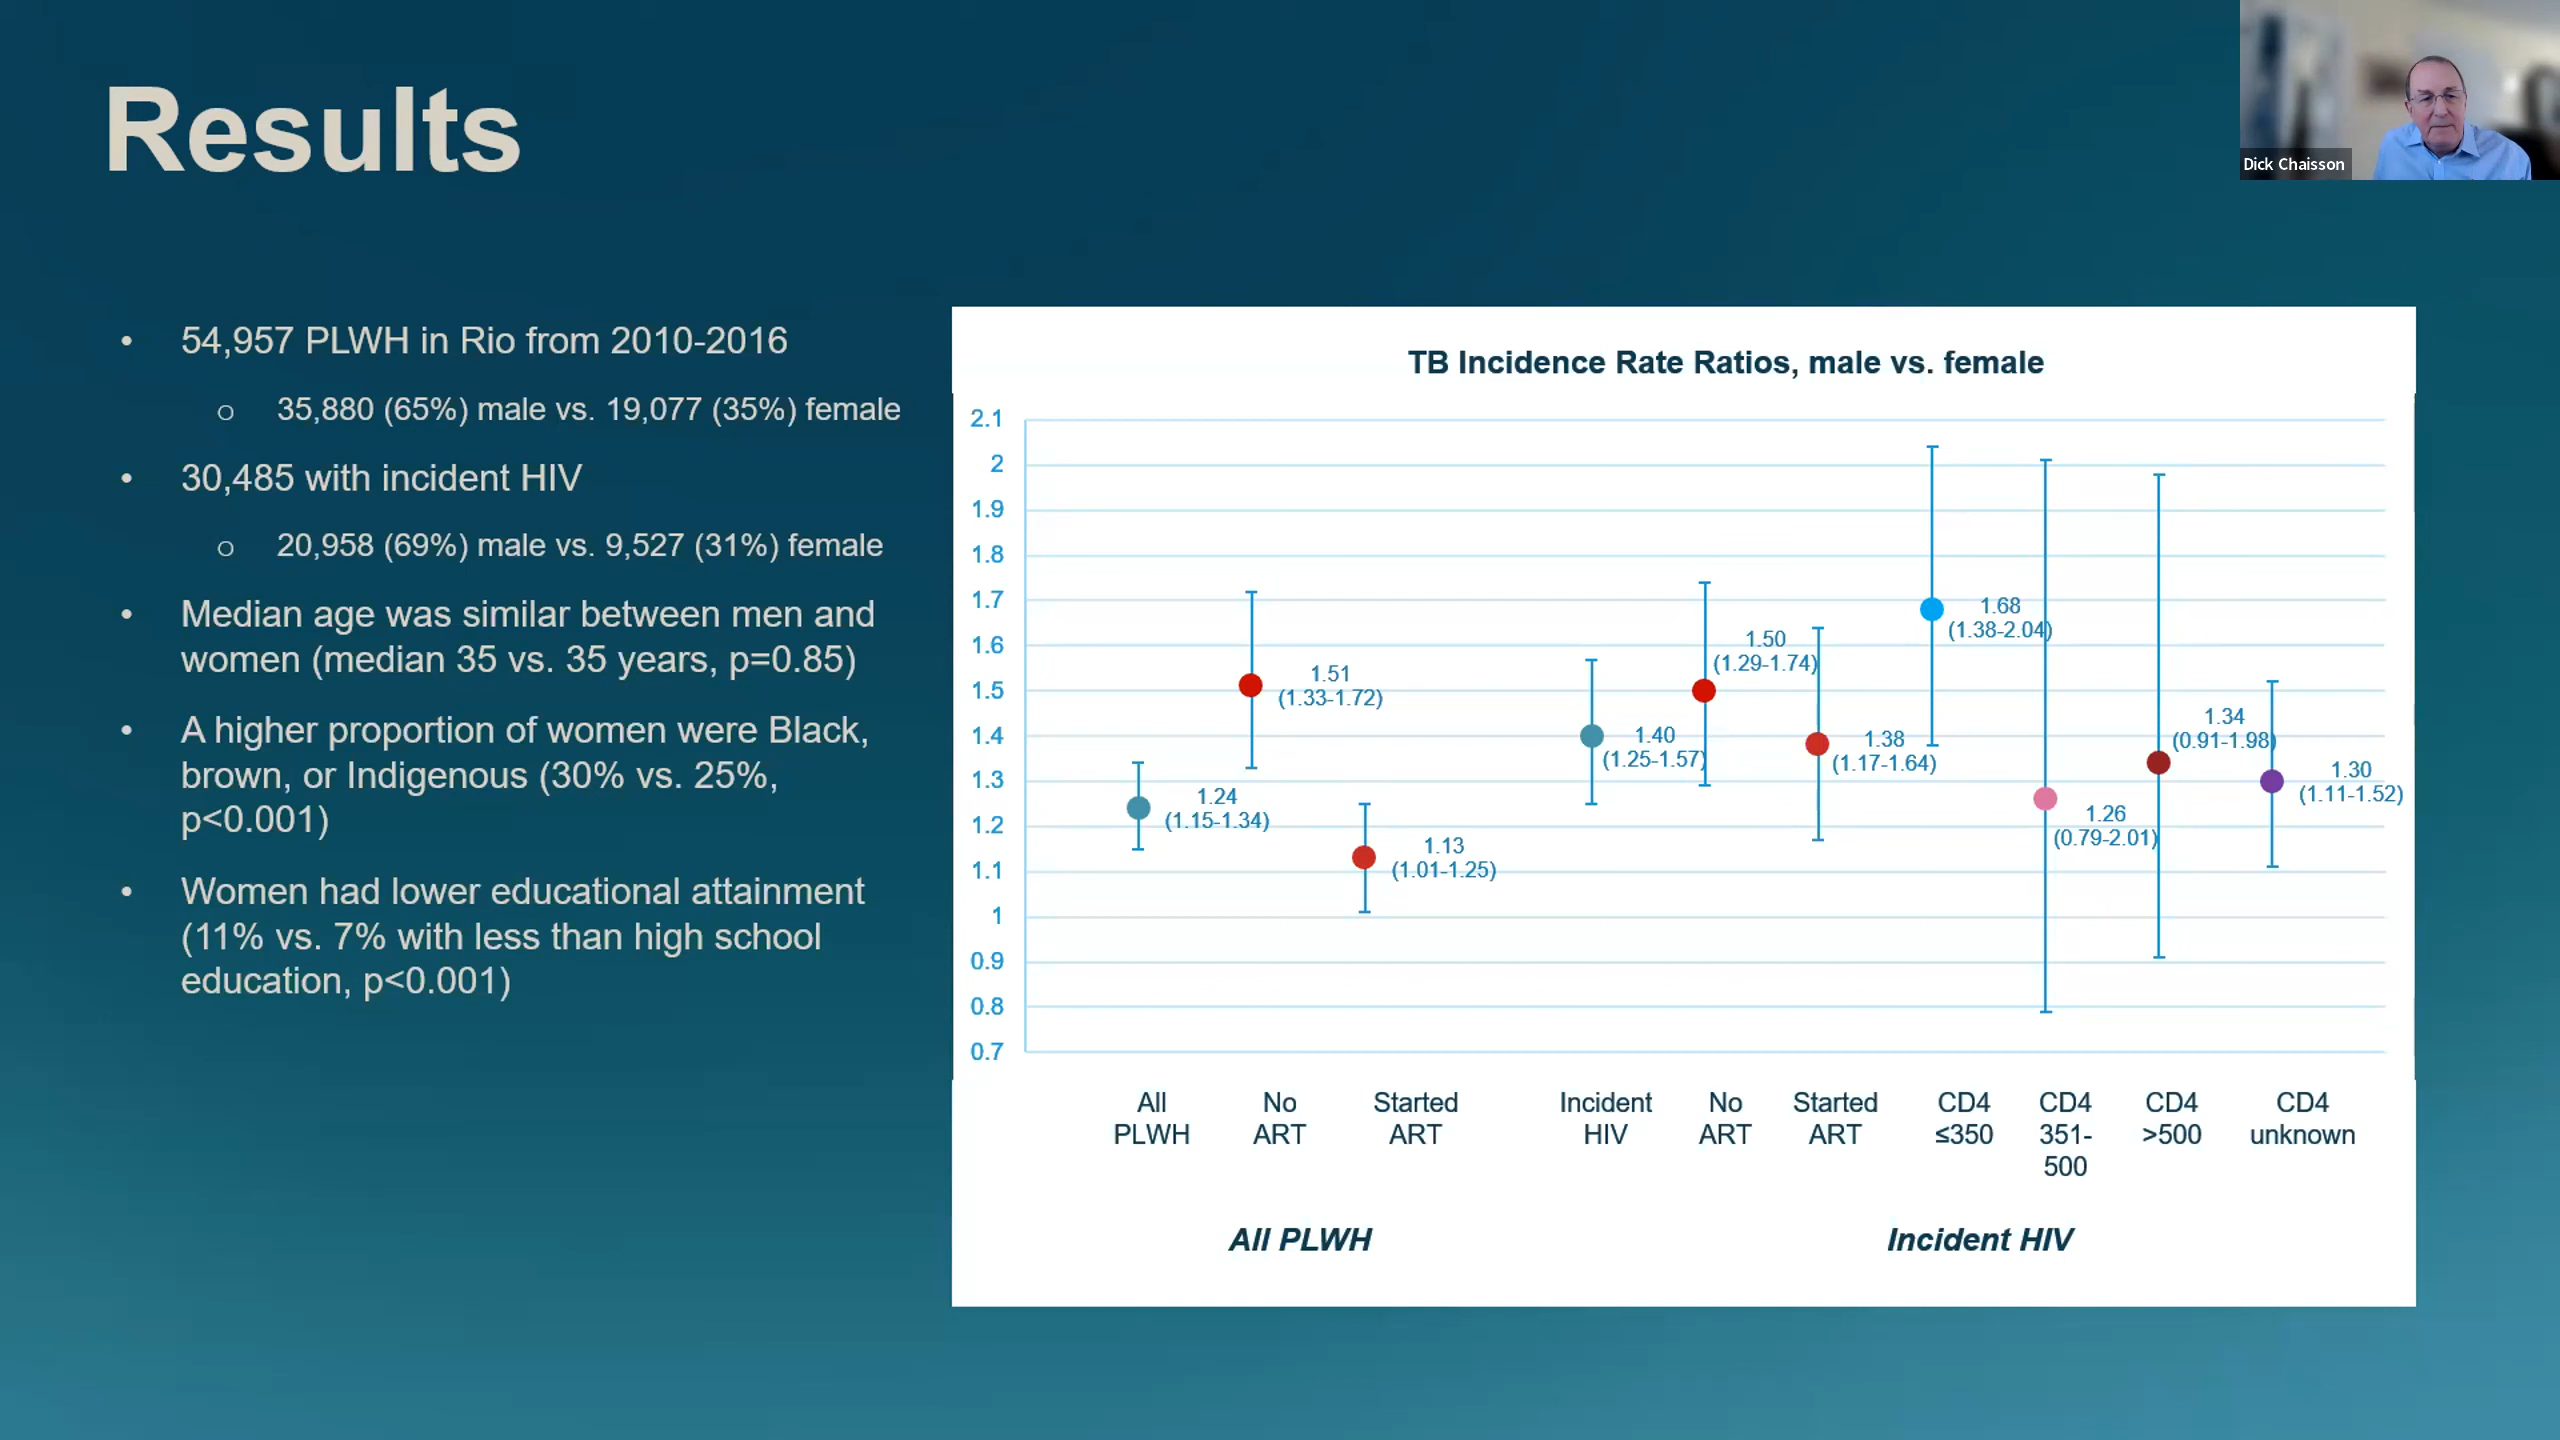 Results
Dick Chaisson
• 54,957 PLWH in Rio from 2010-2016
o 35,880 (65%) male vs. 19,077 (35%) female
• 30,485 with incident HIV
o 20,958 (69%) male vs. 9,527 (31%) female
• Median age was similar between men and
women (median 35 vs. 35 years, p=0.85)
• A higher proportion of women were Black,
brown, or Indigenous (30% vs. 25%,
p<0.001)
• Women had lower educational attainment
(11% vs. 7% with less than high school
education, p<0.001)
TB Incidence Rate Ratios, male vs. female
2.1
2
1.9
1.8
1.7
1.6
1.5
1.4
1.3
1.2
1.1
1
0.9
0.8
0.7
1.24
(1.15-1.34)
1.51
(1.33-1.72)
1.13
(1.01-1.25)
1.40
(1.25-1.57)
1.50
(1.29-1.74)
1.38
(1.17-1.64)
1.68
(1.38-2.04)
1.26
(0.79-2.01)
1.34
(0.91-1.98)
1.30
(1.11-1.52)
All
PLWH
No
ART
Started
ART
Incident
HIV
No
ART
Started
ART
CD4
≤350
CD4
351-
500
CD4
>500
CD4
unknown
All PLWH
Incident HIV